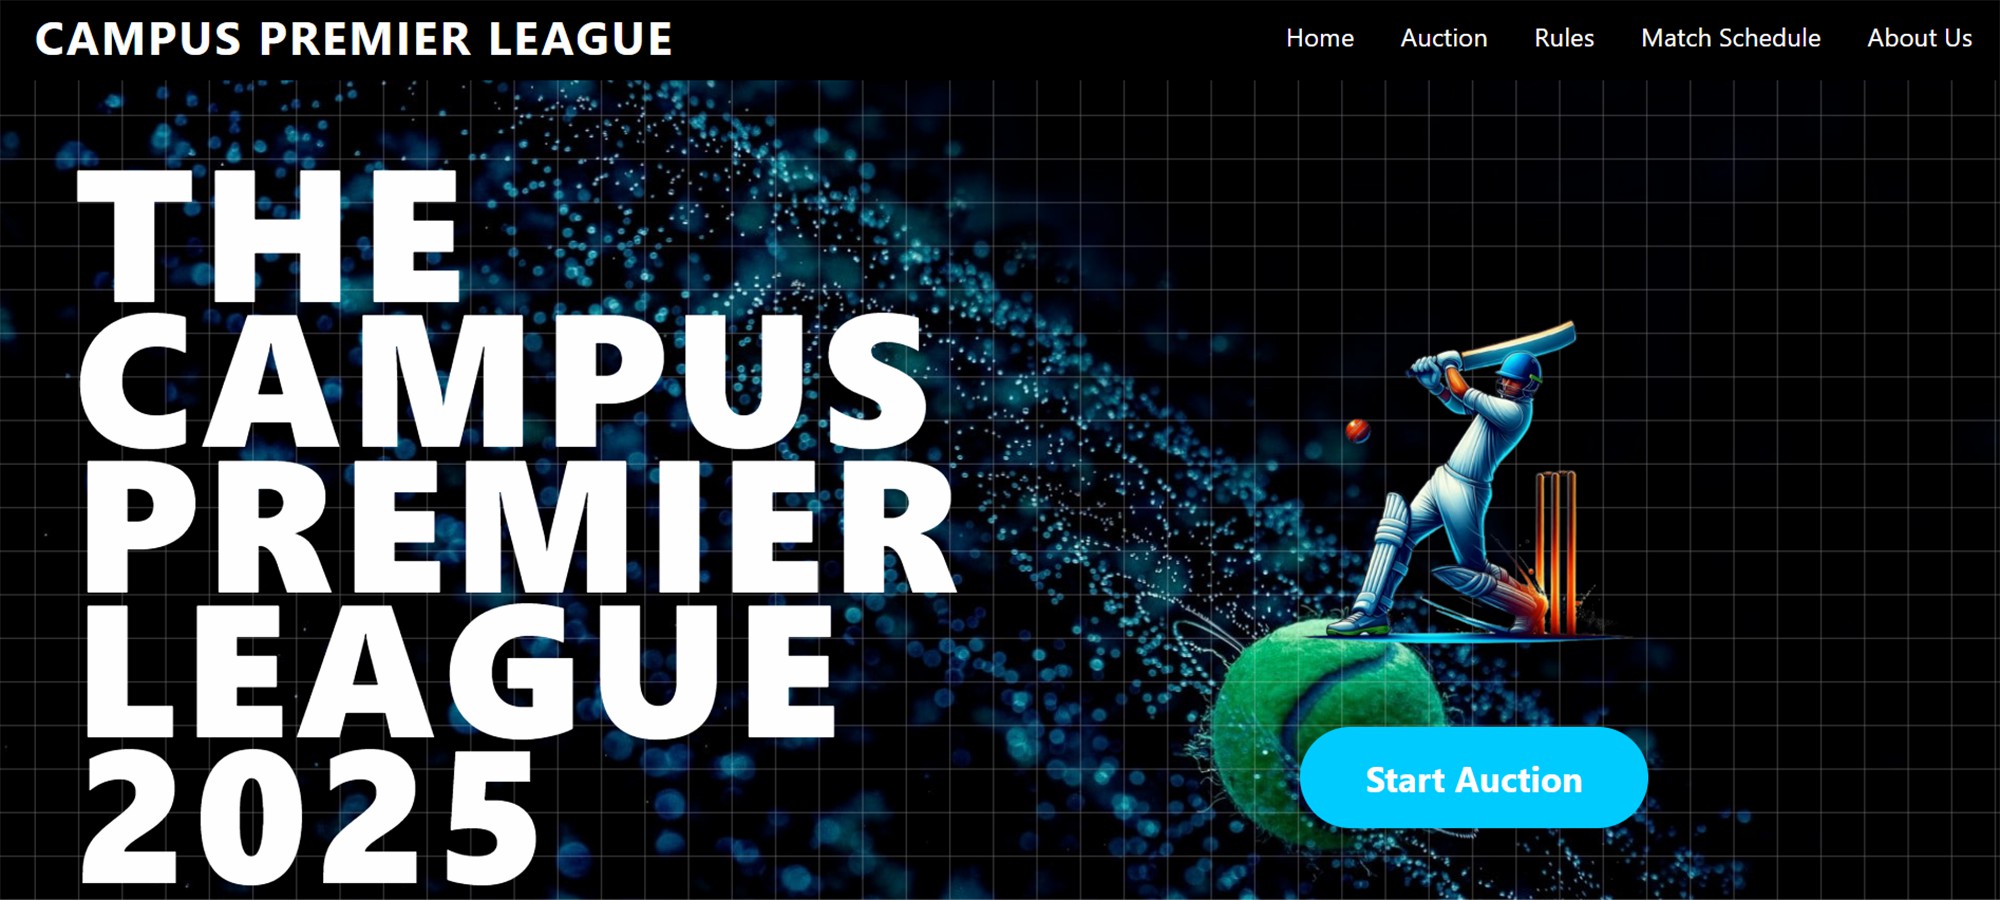 CAMPUS PREMIER LEAGUE
Home Auction Rules Match Schedule About Us
THE
CAMPUS
PREMIER
LEAGUE
2025
Start Auction